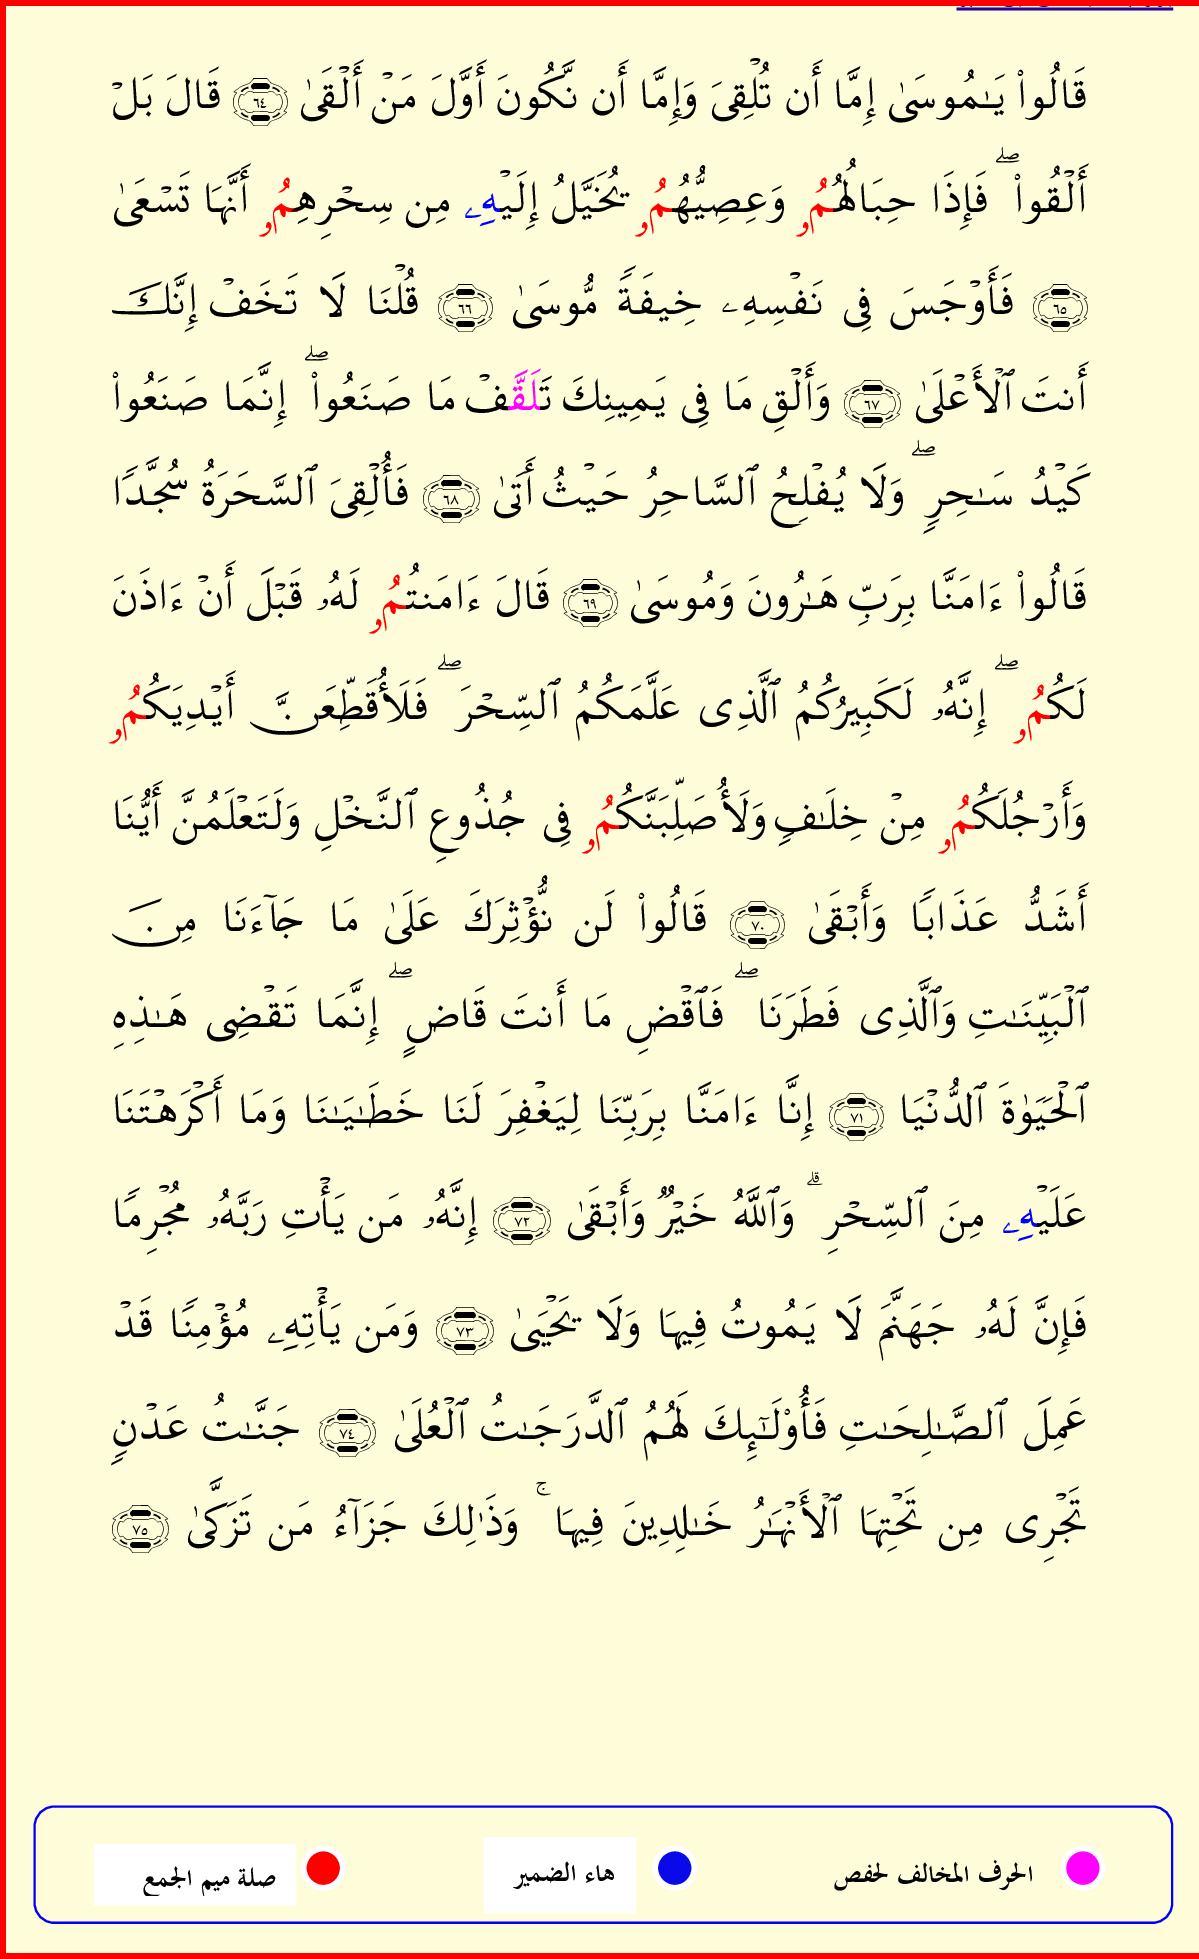 قَالُوا۟ يَـٰمُوسَىٰ إِمَّا أَن تُلْقِىَ وَإِمَّا أَن نَّكُونَ أَوَّلَ مَنْ أَلْقَىٰ ٦٤ قَالَ بَلْ
أَلْقُوا۟ ۖ فَإِذَا حِبَالُهُمُۥ وَعِصِيُّهُمُۥ يُخَيَّلُ إِلَيْهِۦ مِن سِحْرِهِمُۥ أَنَّهَا تَسْعَىٰ
٦٥ فَأَوْجَسَ فِى نَفْسِهِۦ خِيفَةً مُّوسَىٰ ٦٦ قُلْنَا لَا تَخَفْ إِنَّكَ
أَنتَ ٱلْأَعْلَىٰ ٦٧ وَأَلْقِ مَا فِى يَمِينِكَ تَلَقَّفْ مَا صَنَعُوا۟ ۖ إِنَّمَا صَنَعُوا۟
كَيْدُ سَـٰحِرٍ ۖ وَلَا يُفْلِحُ ٱلسَّاحِرُ حَيْثُ أَتَىٰ ٦٨ فَأُلْقِىَ ٱلسَّحَرَةُ سُجَّدًا
قَالُوا۟ ءَامَنَّا بِرَبِّ هَـٰرُونَ وَمُوسَىٰ ٦٩ قَالَ ءَامَنتُمُۥ لَهُۥ قَبْلَ أَنْ ءَاذَنَ
لَكُمُۥ ۖ إِنَّهُۥ لَكَبِيرُكُمُ ٱلَّذِى عَلَّمَكُمُ ٱلسِّحْرَ ۖ فَلَأُقَطِّعَنَّ أَيْدِيَكُمُۥ
وَأَرْجُلَكُمُۥ مِنْ خِلَـٰفٍ وَلَأُصَلِّبَنَّكُمُۥ فِى جُذُوعِ ٱلنَّخْلِ وَلَتَعْلَمُنَّ أَيُّنَا
أَشَدُّ عَذَابًا وَأَبْقَىٰ ٧٠ قَالُوا۟ لَن نُّؤْثِرَكَ عَلَىٰ مَا جَآءَنَا مِنَ
ٱلْبَيِّنَـٰتِ وَٱلَّذِى فَطَرَنَا ۖ فَٱقْضِ مَا أَنتَ قَاضٍ ۖ إِنَّمَا تَقْضِى هَـٰذِهِ
ٱلْحَيَوٰةَ ٱلدُّنْيَا ٧١ إِنَّا ءَامَنَّا بِرَبِّنَا لِيَغْفِرَ لَنَا خَطَـٰيَـٰنَا وَمَا أَكْرَهْتَنَا
عَلَيْهِۦ مِنَ ٱلسِّحْرِ ۗ وَٱللَّهُ خَيْرٌ وَأَبْقَىٰ ٧٢ إِنَّهُۥ مَن يَأْتِ رَبَّهُۥ مُجْرِمًا
فَإِنَّ لَهُۥ جَهَنَّمَ لَا يَمُوتُ فِيهَا وَلَا يَحْيَىٰ ٧٣ وَمَن يَأْتِهِۦ مُؤْمِنًا قَدْ
عَمِلَ ٱلصَّـٰلِحَـٰتِ فَأُو۟لَـٰٓئِكَ لَهُمُ ٱلدَّرَجَـٰتُ ٱلْعُلَىٰ ٧٤ جَنَّـٰتُ عَدْنٍ
تَجْرِى مِن تَحْتِهَا ٱلْأَنْهَـٰرُ خَـٰلِدِينَ فِيهَا ۚ وَذَٰلِكَ جَزَآءُ مَن تَزَكَّىٰ ٧٥
الحرف المخالف لحفص هاء الضمير صلة ميم الجمع